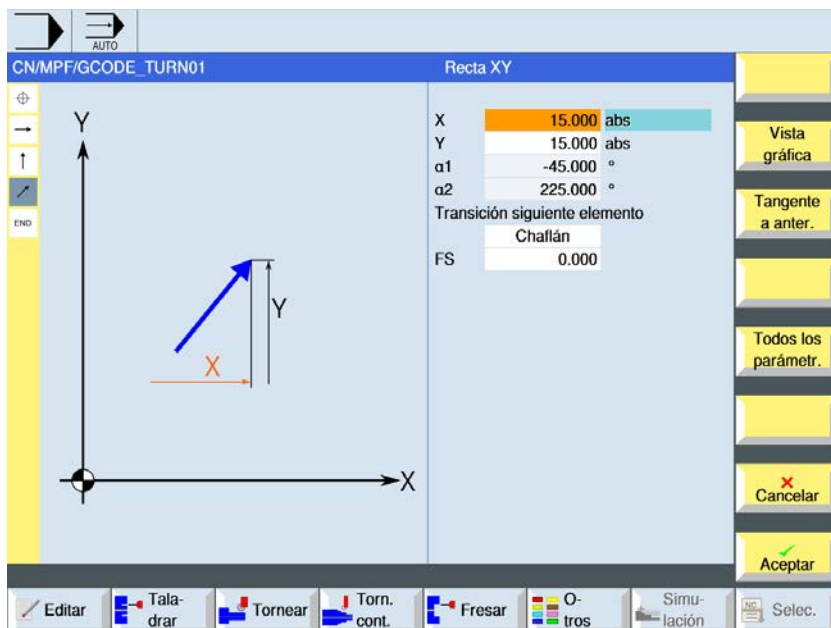 AUTO
CN/MPF/GCODE_TURN01
Recta XY
X 15.000 abs
Y 15.000 abs
α1 -45.000 °
α2 225.000 °
Transición siguiente elemento
Chaflán
FS 0.000
END
Y
Y
X
X
Vista
gráfica
Tangente
a anter.
Todos los
parámetr.
Cancelar
Aceptar
Editar
Tala-
drar
Tornear
Torn.
cont.
Fresar
O-
tros
Simu-
lación
NC
Selec.